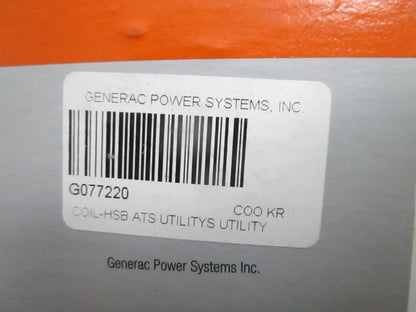 GENERAC POWER SYSTEMS, INC.
G077220
COO KR
COIL-HSB ATS UTILITYS UTILITY
Generac Power Systems Inc.